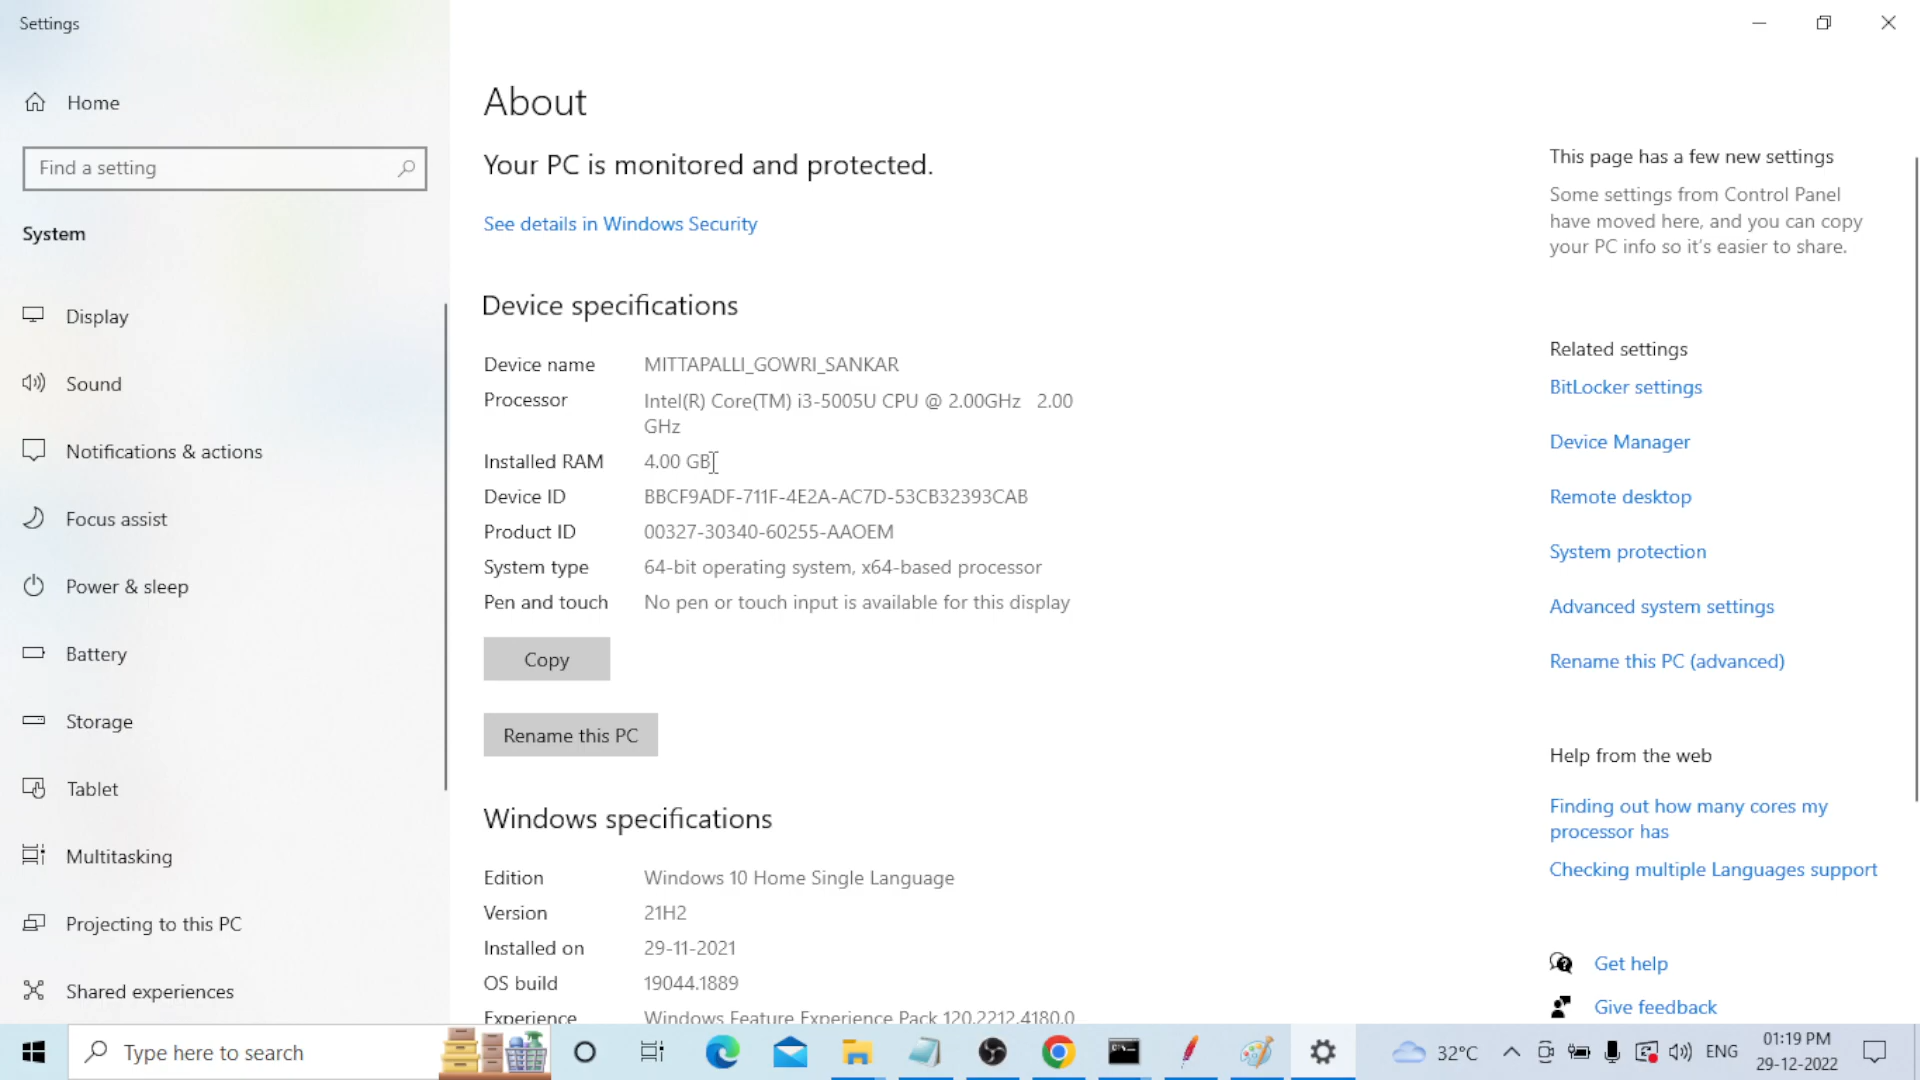 Settings
Home
Find a setting
System
Display
Sound
Notifications & actions
Focus assist
Power & sleep
Battery
Storage
Tablet
Multitasking
Projecting to this PC
Shared experiences
About
Your PC is monitored and protected.
See details in Windows Security
Device specifications
Device name MITTAPALLI_GOWRI_SANKAR
Processor Intel(R) Core(TM) i3-5005U CPU @ 2.00GHz 2.00
GHz
Installed RAM 4.00 GB
Device ID BBCF9ADF-711F-4E2A-AC7D-53CB32393CAB
Product ID 00327-30340-60255-AAOEM
System type 64-bit operating system, x64-based processor
Pen and touch No pen or touch input is available for this display
Copy
Rename this PC
Windows specifications
Edition Windows 10 Home Single Language
Version 21H2
Installed on 29-11-2021
OS build 19044.1889
Experience Windows Feature Experience Pack 120.2212.4180.0
This page has a few new settings
Some settings from Control Panel
have moved here, and you can copy
your PC info so it's easier to share.
Related settings
BitLocker settings
Device Manager
Remote desktop
System protection
Advanced system settings
Rename this PC (advanced)
Help from the web
Finding out how many cores my
processor has
Checking multiple Languages support
Get help
Give feedback
Type here to search
32°C
ENG
01:19 PM
29-12-2022